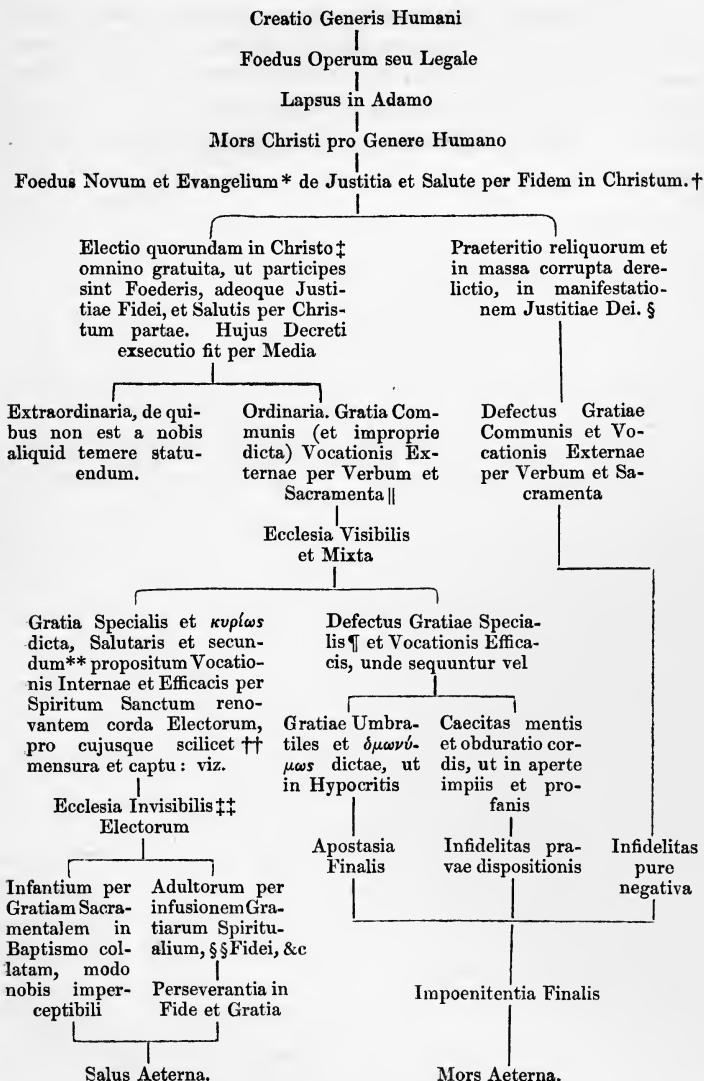 Creatio Generis Humani
Foedus Operum seu Legale
Lapsus in Adamo
Mors Christi pro Genere Humano
Foedus Novum et Evangelium * de Justitia et Salute per Fidem in Christum. †
Electio quorundam in Christo ‡
omnino gratuita, ut participes
sint Foederis, adeoque Justi-
tiae Fidei, et Salutis per Chris-
tum partae. Hujus Decreti
exsecutio fit per Media
Praeteritio reliquorum et
in massa corrupta dere-
lictio, in manifestatio-
nem Justitiae Dei. §
Extraordinaria, de qui-
bus non est a nobis
aliquid temere statu-
endum.
Ordinaria. Gratia Com-
munis (et improprie
dicta) Vocationis Ex-
ternae per Verbum et
Sacramenta ||
Defectus Gratiae
Communis et Vo-
cationis Externae
per Verbum et Sa-
cramenta
Ecclesia Visibilis
et Mixta
Gratia Specialis et κυρίως
dicta, Salutaris et secun-
dum** propositum Vocatio-
nis Internae et Efficacis per
Spiritum Sanctum reno-
vantem corda Electorum,
pro cujusque scilicet ††
mensura et captu : viz.
Defectus Gratiae Specia-
lis ¶ et Vocationis Effica-
cis, unde sequuntur vel
Gratiae Umbra-
tiles et ὁμωνύ-
μως dictae, ut
in Hypocritis
Caecitas mentis
et obduratio cor-
dis, ut in aperte
impiis et pro-
fanis
Ecclesia Invisibilis ‡‡
Electorum
Apostasia
Finalis
Infidelitas pra-
vae dispositionis
Infidelitas
pure
negativa
Infantium per
Gratiam Sacra-
mentalem in
Baptismo col-
latam, modo
nobis imper-
ceptibili
Adultorum per
infusionem Gra-
tiarum Spiritu-
alium, §§ Fidei, &c
Perseverantia in
Fide et Gratia
Impoenitentia Finalis
Salus Aeterna.
Mors Aeterna.